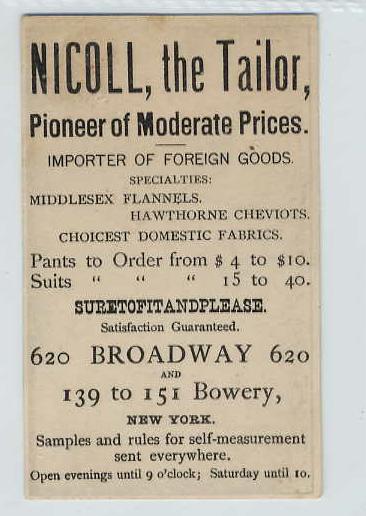 NICOLL, the Tailor,
Pioneer of Moderate Prices.
IMPORTER OF FOREIGN GOODS.
SPECIALTIES:
MIDDLESEX FLANNELS.
HAWTHORNE CHEVIOTS.
CHOICEST DOMESTIC FABRICS.
Pants to Order from $ 4 to $10.
Suits " " " 15 to 40.
SURETOFITANDPLEASE.
Satisfaction Guaranteed.
620 BROADWAY 620
AND
139 to 151 Bowery,
NEW YORK.
Samples and rules for self-measurement
sent everywhere.
Open evenings until 9 o'clock; Saturday until 10.